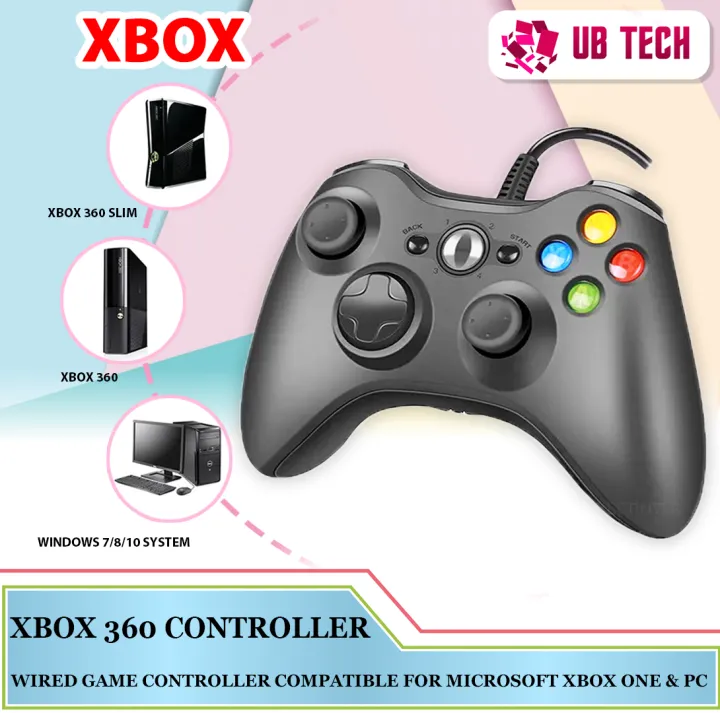 XBOX
UB TECH
XBOX 360 SLIM
BACK
1
2
START
3
4
XBOX 360
WINDOWS 7/8/10 SYSTEM
XBOX 360 CONTROLLER
WIRED GAME CONTROLLER COMPATIBLE FOR MICROSOFT XBOX ONE & PC